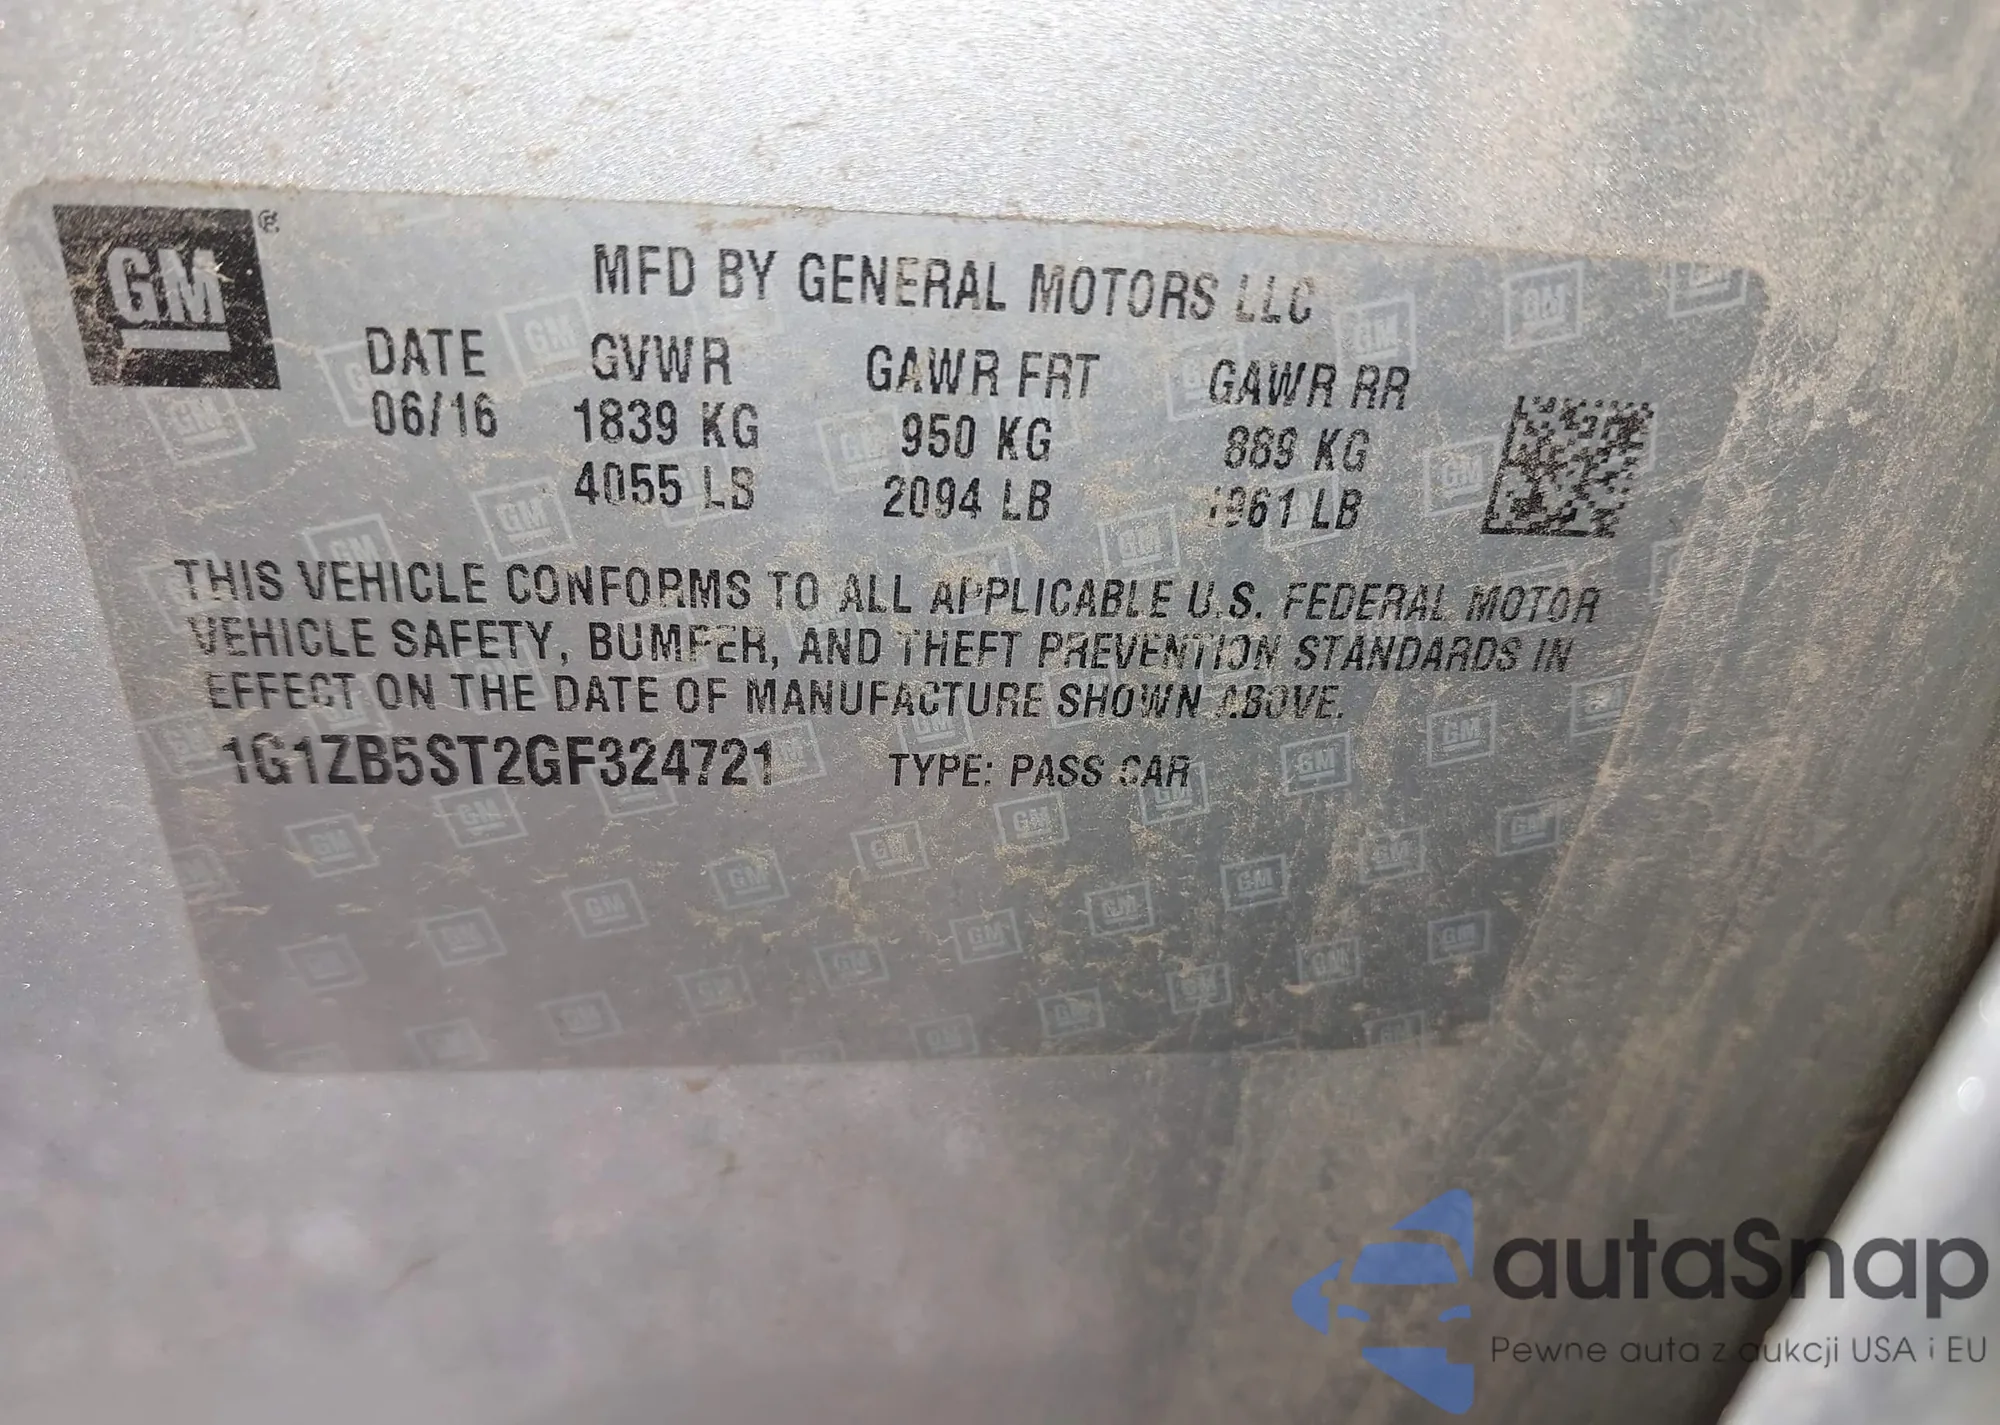 GM®
MFD BY GENERAL MOTORS LLC
DATE GVWR GAWR FRT GAWR RR
06/16 1839 KG 950 KG 889 KG
4055 LB 2094 LB 1961 LB
THIS VEHICLE CONFORMS TO ALL APPLICABLE U.S. FEDERAL MOTOR
VEHICLE SAFETY, BUMPER, AND THEFT PREVENTION STANDARDS IN
EFFECT ON THE DATE OF MANUFACTURE SHOWN ABOVE.
1G1ZB5ST2GF324721 TYPE: PASS CAR
autaSnap
Pewne auta z aukcji USA i EU